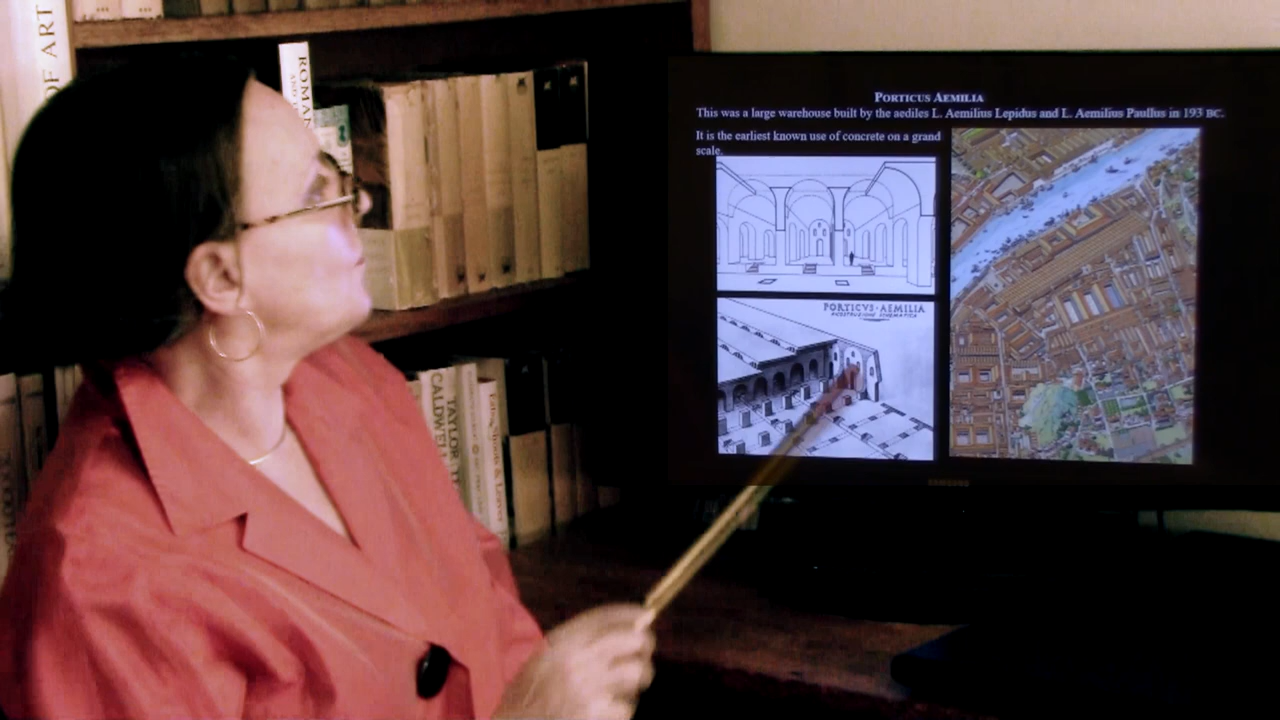 OF ART
ROMAN
PORTICUS AEMILIA
This was a large warehouse built by the aediles L. Aemilius Lepidus and L. Aemilius Paullus in 193 BC.
It is the earliest known use of concrete on a grand
scale.
PORTICVS·AEMILIA
SAMSUNG
TAYLOR
CALDWELL